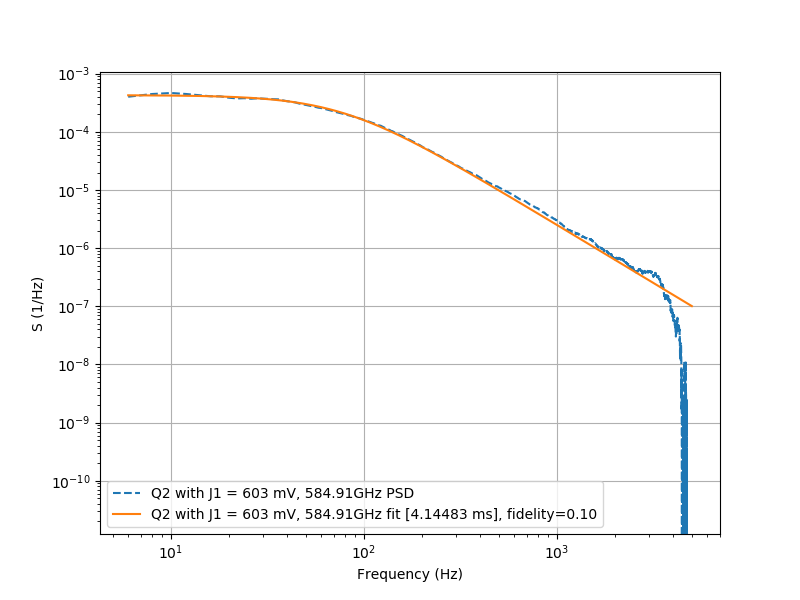 10⁻³
10⁻⁴
10⁻⁵
10⁻⁶
10⁻⁷
10⁻⁸
10⁻⁹
10⁻¹⁰
S (1/Hz)
Q2 with J1 = 603 mV, 584.91GHz PSD
Q2 with J1 = 603 mV, 584.91GHz fit [4.14483 ms], fidelity=0.10
10¹ 10² 10³
Frequency (Hz)